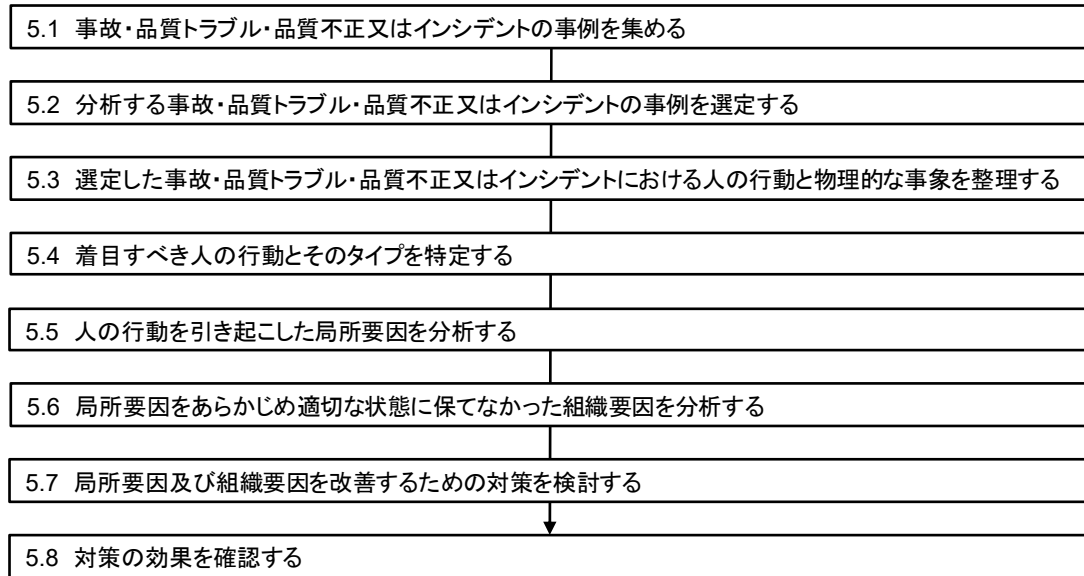 5.1 事故・品質トラブル・品質不正又はインシデントの事例を集める
5.2 分析する事故・品質トラブル・品質不正又はインシデントの事例を選定する
5.3 選定した事故・品質トラブル・品質不正又はインシデントにおける人の行動と物理的な事象を整理する
5.4 着目すべき人の行動とそのタイプを特定する
5.5 人の行動を引き起こした局所要因を分析する
5.6 局所要因をあらかじめ適切な状態に保てなかった組織要因を分析する
5.7 局所要因及び組織要因を改善するための対策を検討する
5.8 対策の効果を確認する